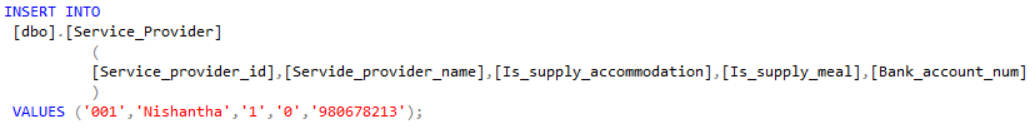 INSERT INTO
[dbo].[Service_Provider]
(
[Service_provider_id],[Servide_provider_name],[Is_supply_accommodation],[Is_supply_meal],[Bank_account_num]
)
VALUES ('001','Nishantha','1','0','980678213');